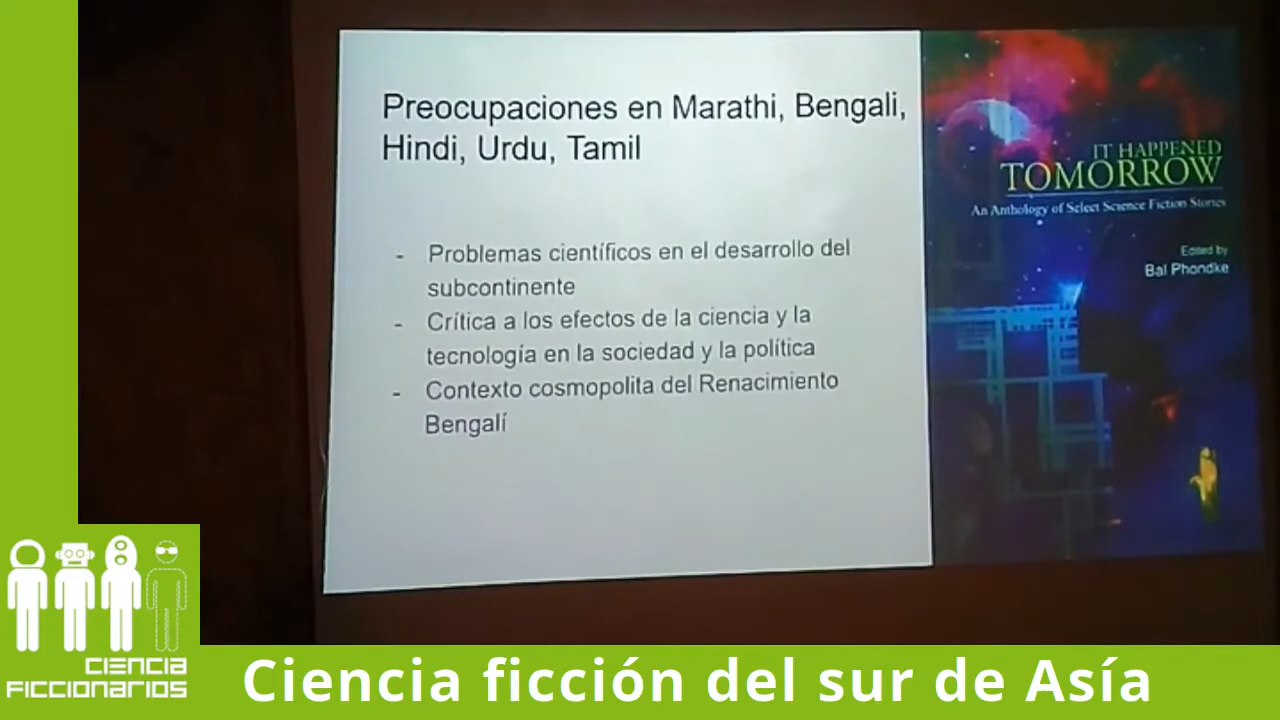 Preocupaciones en Marathi, Bengali,
Hindi, Urdu, Tamil
- Problemas científicos en el desarrollo del
subcontinente
- Crítica a los efectos de la ciencia y la
tecnología en la sociedad y la política
- Contexto cosmopolita del Renacimiento
Bengalí
IT HAPPENED
TOMORROW
An Anthology of Select Science Fiction Stories
Edited by
Bal Phondke
CIENCIA
FICCIONARIOS
Ciencia ficción del sur de Asía